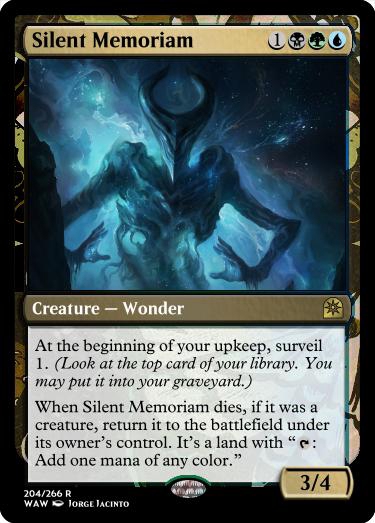 Silent Memoriam 1
Creature — Wonder
At the beginning of your upkeep, surveil
1. (Look at the top card of your library. You
may put it into your graveyard.)
When Silent Memoriam dies, if it was a
creature, return it to the battlefield under
its owner's control. It's a land with “ :
Add one mana of any color.”
3/4
204/266 R
WAW Jorge Jacinto